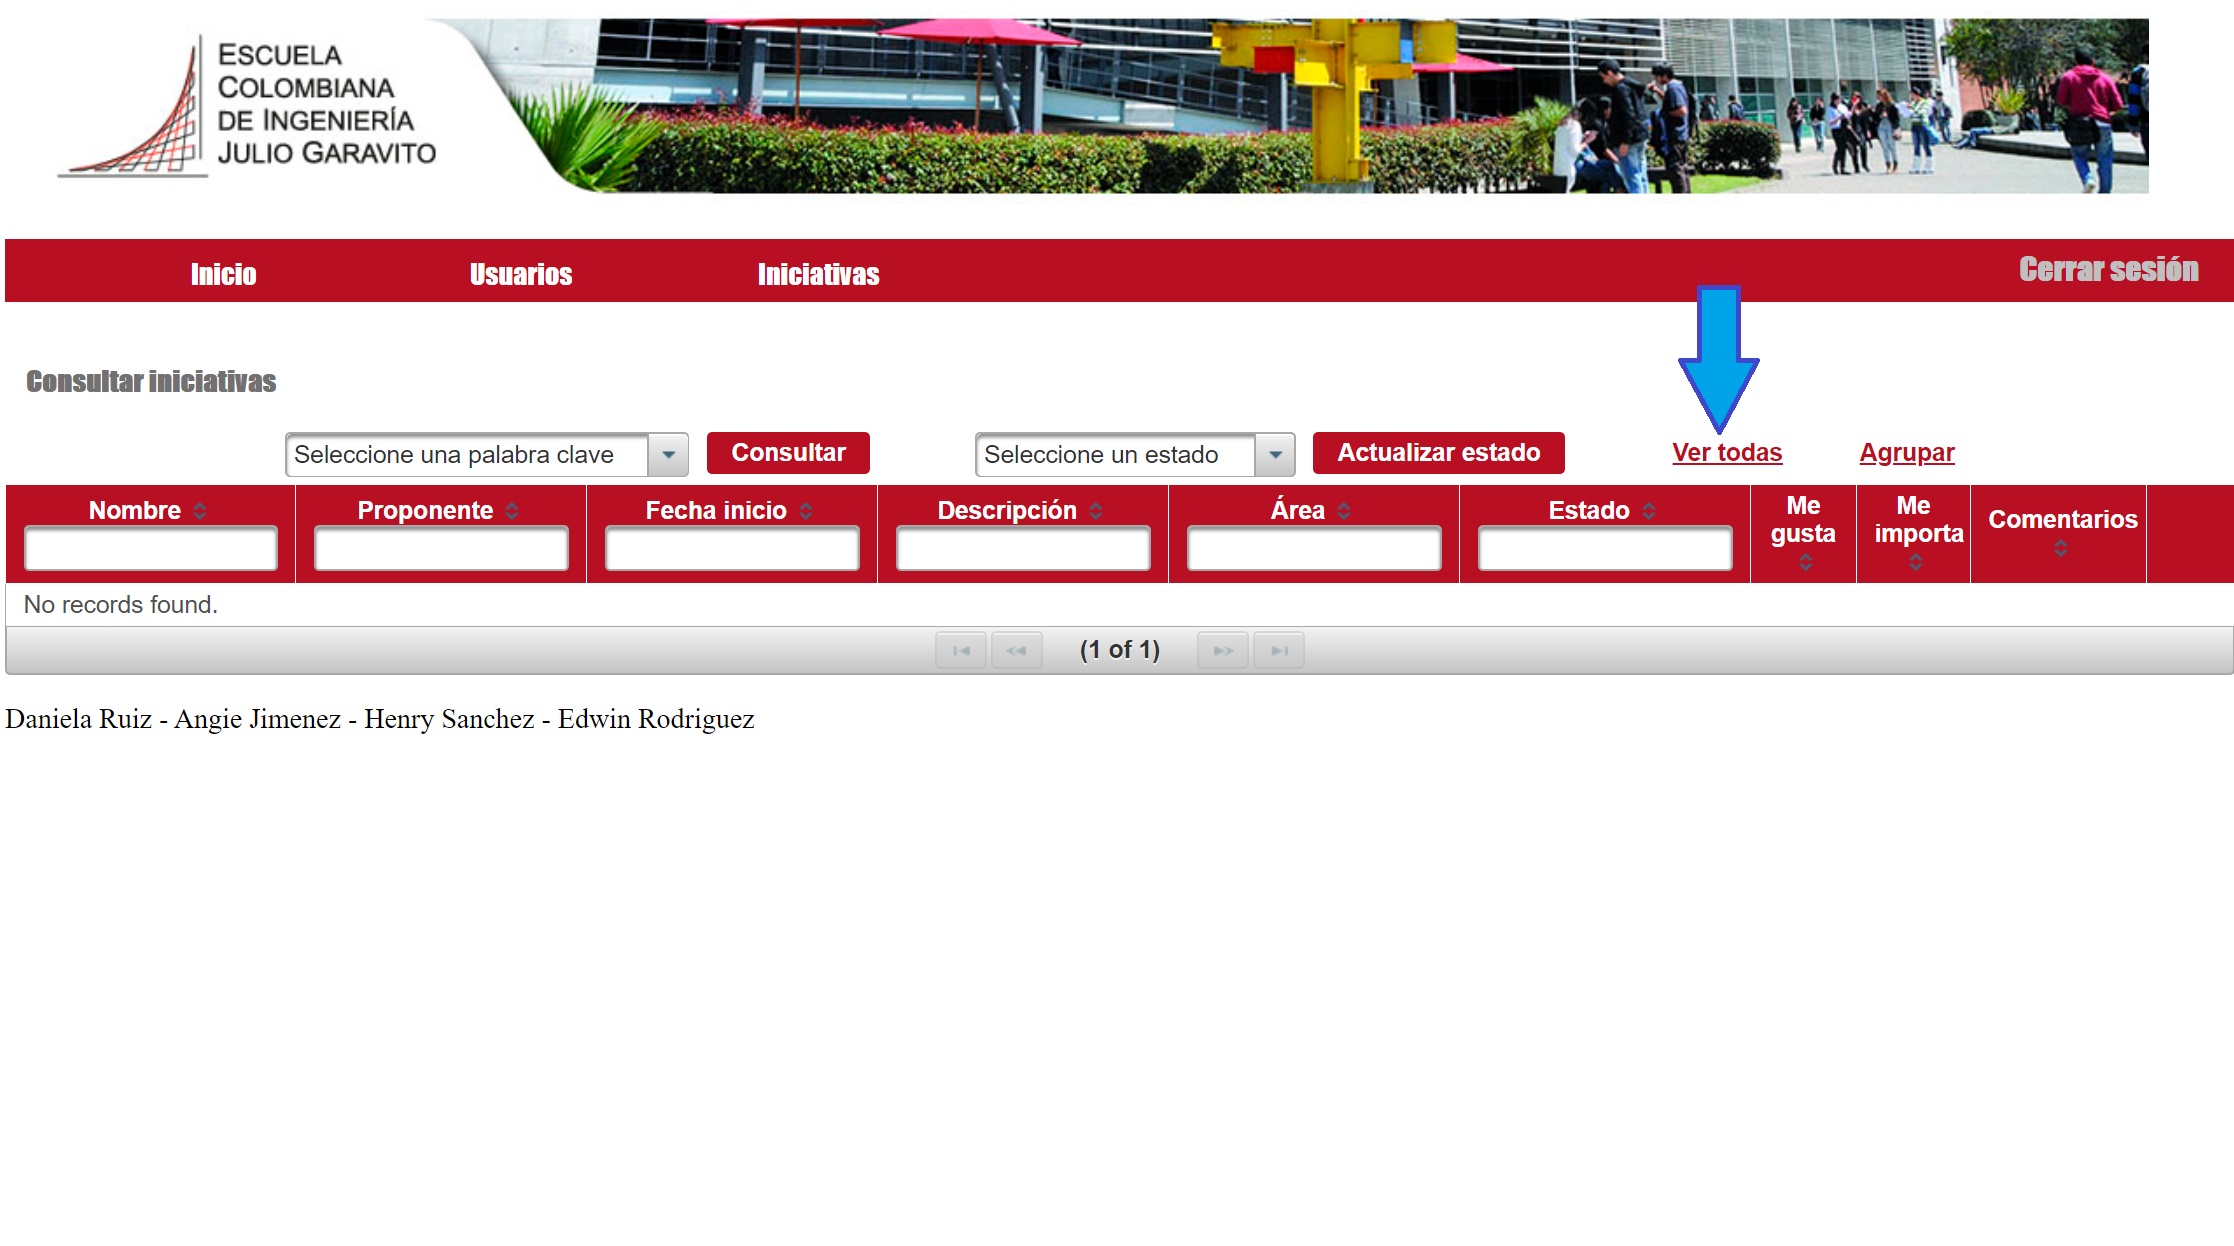 ESCUELA
COLOMBIANA
DE INGENIERÍA
JULIO GARAVITO
Inicio Usuarios Iniciativas Cerrar sesión
Consultar iniciativas
Seleccione una palabra clave Consultar Seleccione un estado Actualizar estado Ver todas Agrupar
Nombre Proponente Fecha inicio Descripción Área Estado Me gusta Me importa Comentarios
No records found.
(1 of 1)
Daniela Ruiz - Angie Jimenez - Henry Sanchez - Edwin Rodriguez